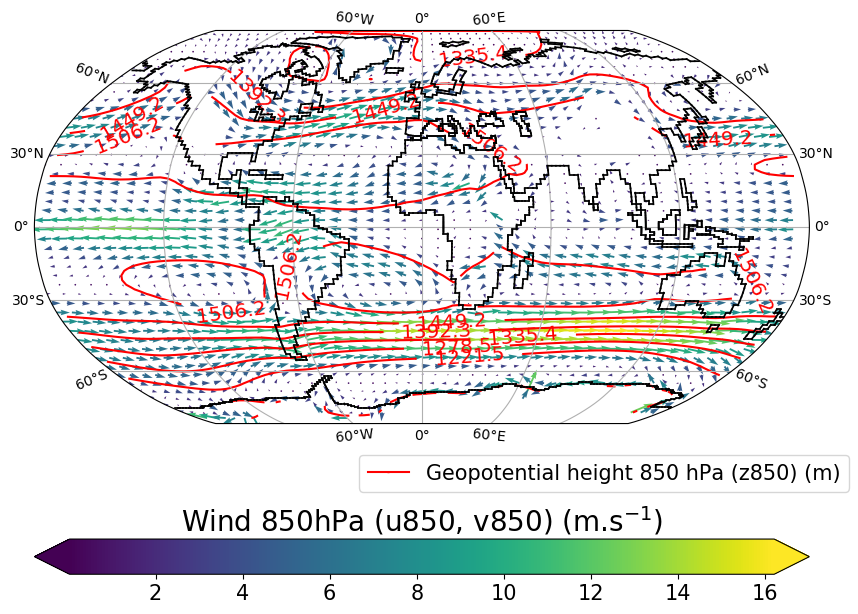 60°W 0° 60°E
1335.4
60°N 60°N
1392.3
1449.2 1449.2
1506.2 1506.2 1449.2
30°N 30°N
0° 0°
1506.2 1506.2
30°S 1506.2 30°S
1449.2
1392.3 1335.4
1278.5
1221.5
60°S 60°S
60°W 0° 60°E
Geopotential height 850 hPa (z850) (m)
Wind 850hPa (u850, v850) (m.s⁻¹)
2 4 6 8 10 12 14 16